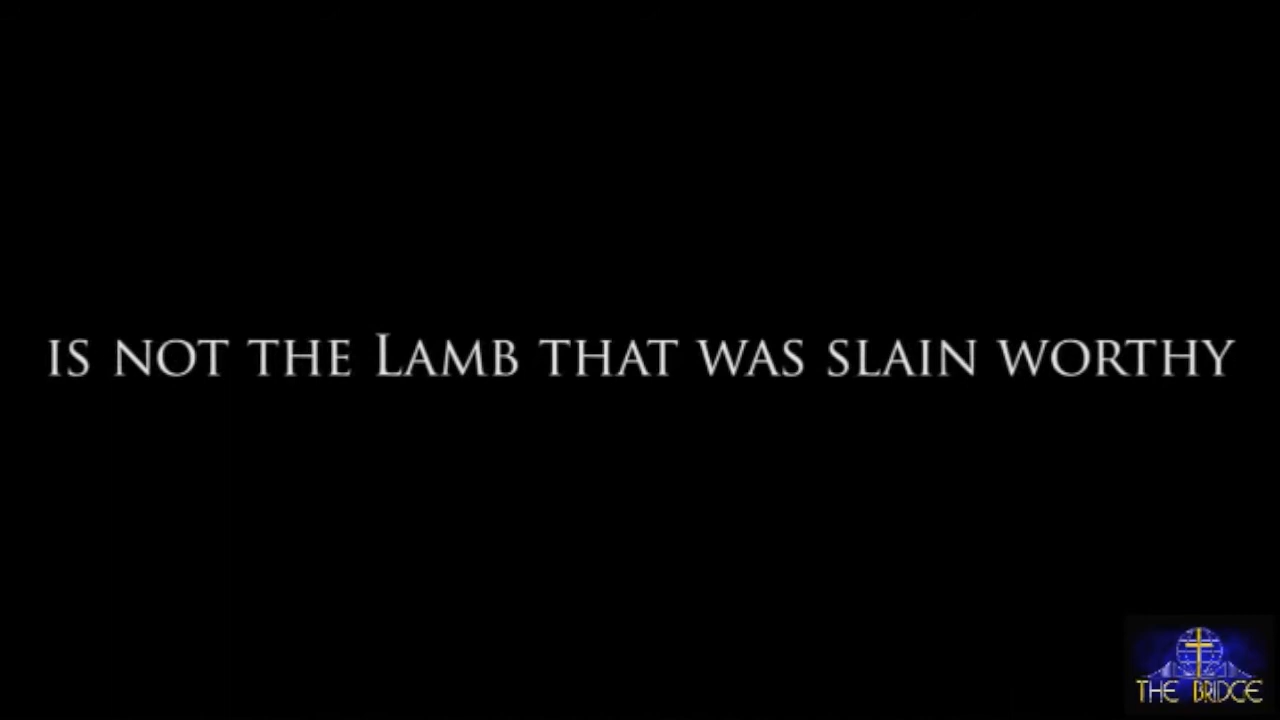 IS NOT THE LAMB THAT WAS SLAIN WORTHY
THE BRIDGE